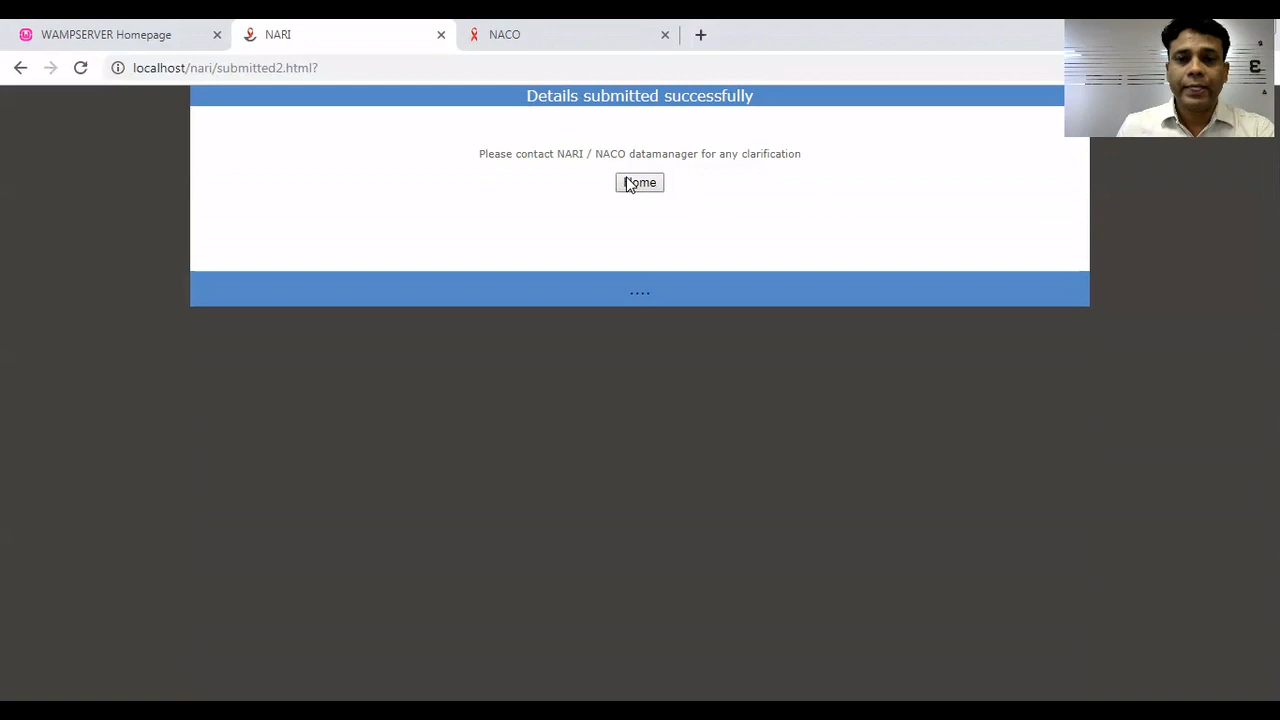 WAMPSERVER Homepage
NARI
NACO
localhost/nari/submitted2.html?
Details submitted successfully
Please contact NARI / NACO datamanager for any clarification
Home
....